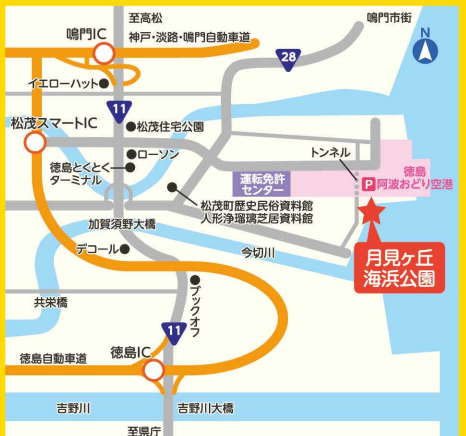 至高松
鳴門市街
鳴門IC
神戸・淡路・鳴門自動車道
N
28
イエローハット
11
松茂スマートIC
松茂住宅公園
ローソン
トンネル
徳島とくとく
ターミナル
運転免許
センター
徳島
阿波おどり空港
P
松茂町歴史民俗資料館
人形浄瑠璃芝居資料館
加賀須野大橋
デコール
今切川
月見ヶ丘
海浜公園
共栄橋
ブックオフ
11
徳島自動車道
徳島IC
吉野川
吉野川大橋
至県庁